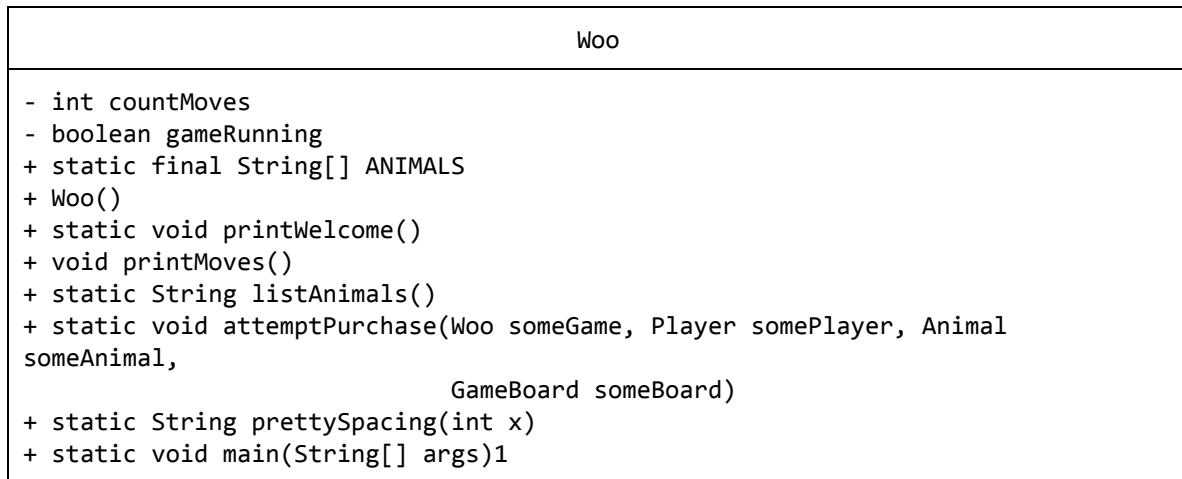 Woo
- int countMoves
- boolean gameRunning
+ static final String[] ANIMALS
+ Woo()
+ static void printWelcome()
+ void printMoves()
+ static String listAnimals()
+ static void attemptPurchase(Woo someGame, Player somePlayer, Animal
someAnimal,
GameBoard someBoard)
+ static String prettySpacing(int x)
+ static void main(String[] args)1